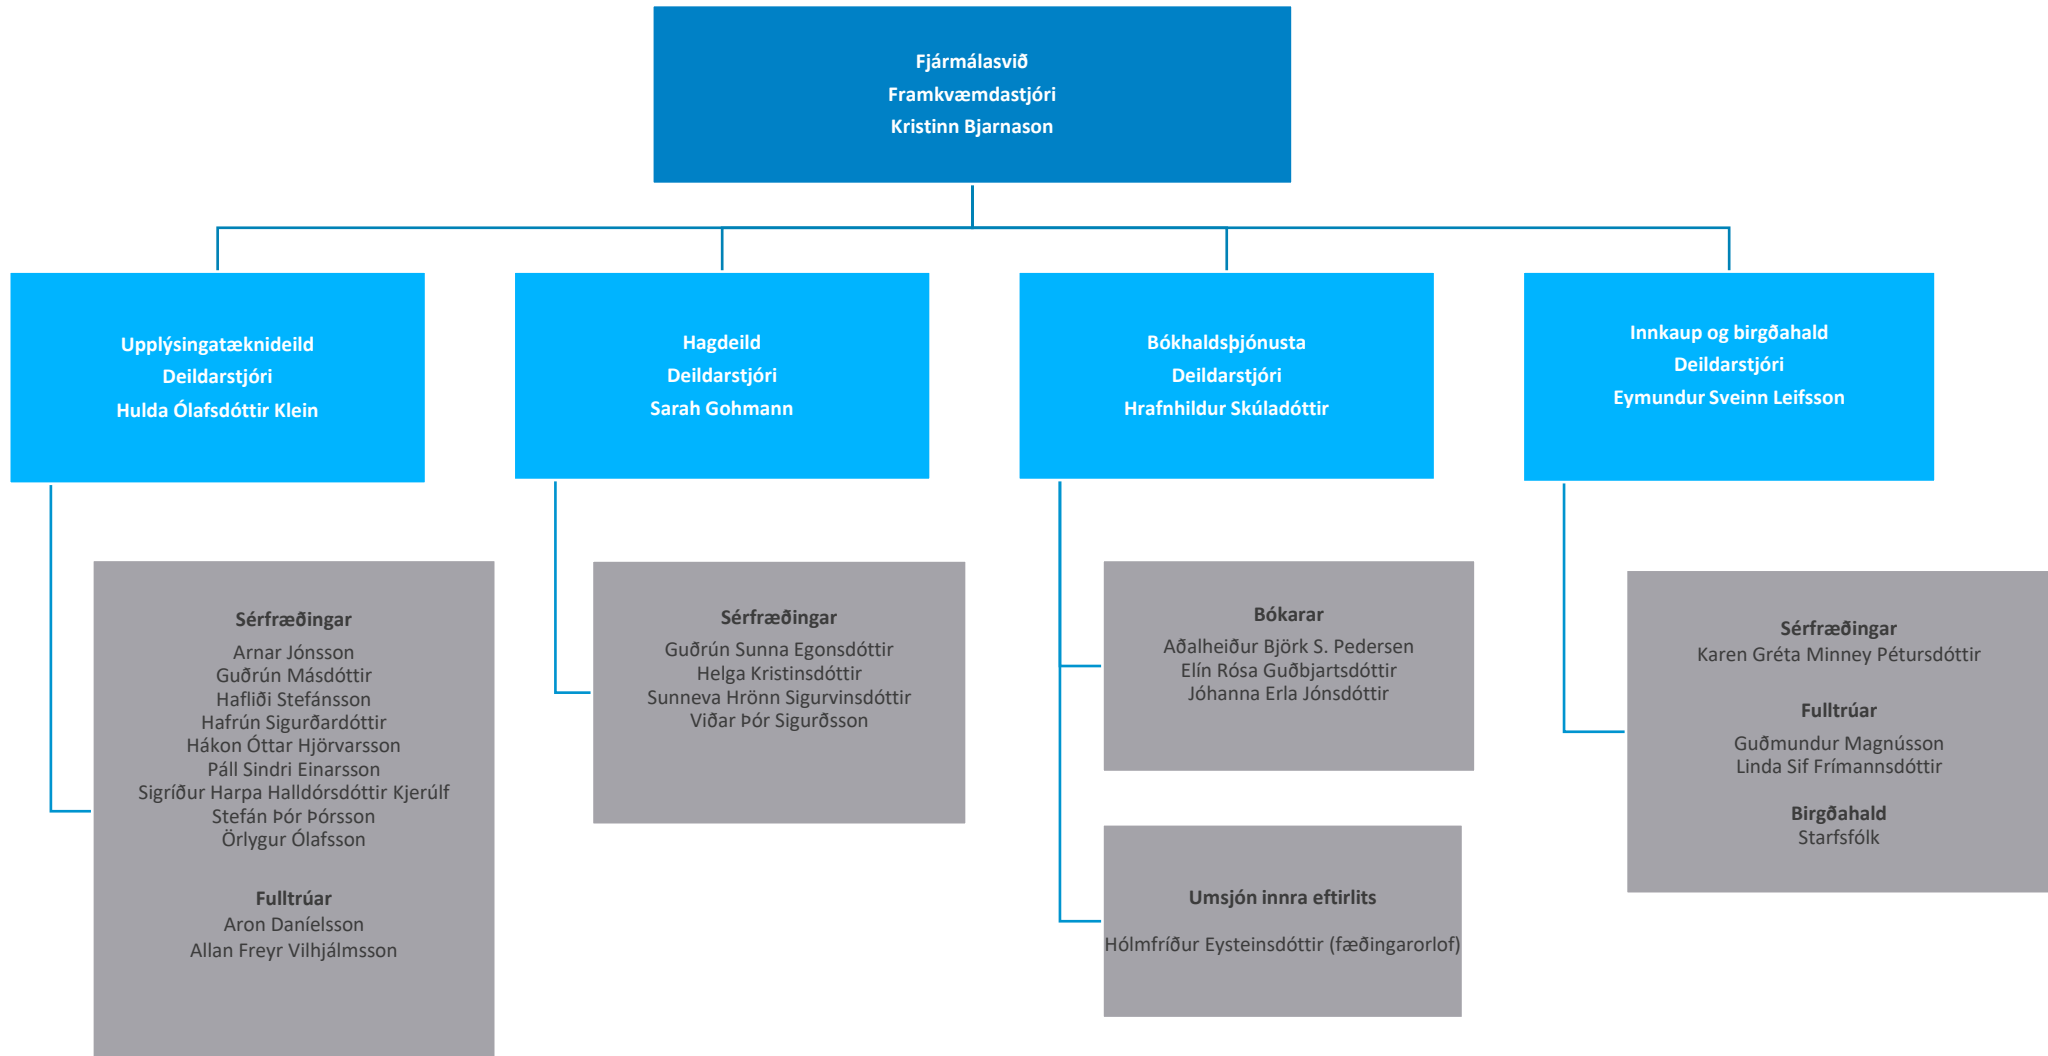 Fjármálasvið
Framkvæmdastjóri
Kristinn Bjarnason
Upplýsingatæknideild
Deildarstjóri
Hulda Ólafsdóttir Klein
Hagdeild
Deildarstjóri
Sarah Gohmann
Bókhaldsþjónusta
Deildarstjóri
Hrafnhildur Skúladóttir
Innkaup og birgðahald
Deildarstjóri
Eymundur Sveinn Leifsson
Sérfræðingar
Arnar Jónsson
Guðrún Másdóttir
Hafliði Stefánsson
Hafrún Sigurðardóttir
Hákon Óttar Hjörvarsson
Páll Sindri Einarsson
Sigríður Harpa Halldórsdóttir Kjerúlf
Stefán Þór Þórsson
Örlygur Ólafsson
Fulltrúar
Aron Daníelsson
Allan Freyr Vilhjálmsson
Sérfræðingar
Guðrún Sunna Egonsdóttir
Helga Kristinsdóttir
Sunneva Hrönn Sigurvinsdóttir
Viðar Þór Sigurðsson
Bókarar
Aðalheiður Björk S. Pedersen
Elín Rósa Guðbjartsdóttir
Jóhanna Erla Jónsdóttir
Umsjón innra eftirlits
Hólmfríður Eysteinsdóttir (fæðingarorlof)
Sérfræðingar
Karen Gréta Minney Pétursdóttir
Fulltrúar
Guðmundur Magnússon
Linda Sif Frímannsdóttir
Birgðahald
Starfsfólk